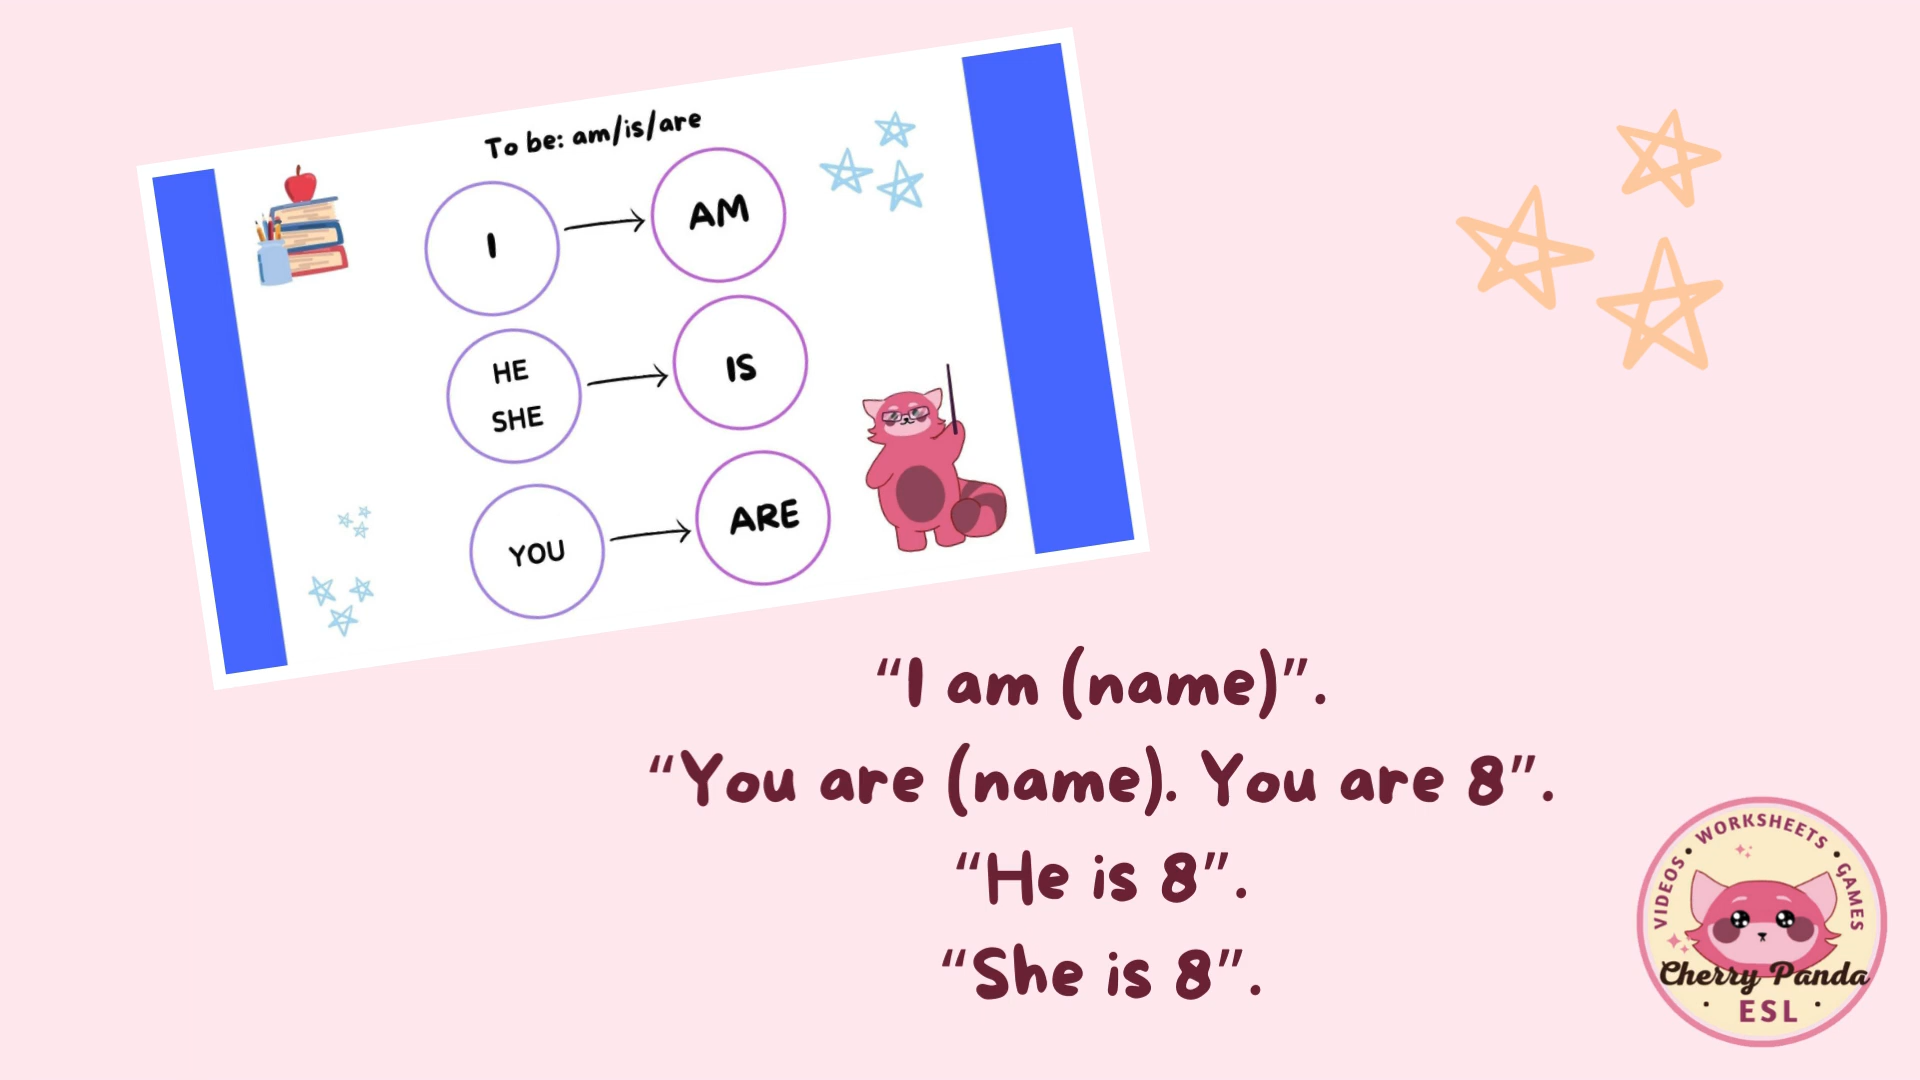 To be: am/is/are
I
AM
HE
SHE
IS
YOU
ARE
“I am (name)”.
“You are (name). You are 8”.
“He is 8”.
“She is 8”.
VIDEOS • WORKSHEETS • GAMES
Cherry Panda
• ESL •